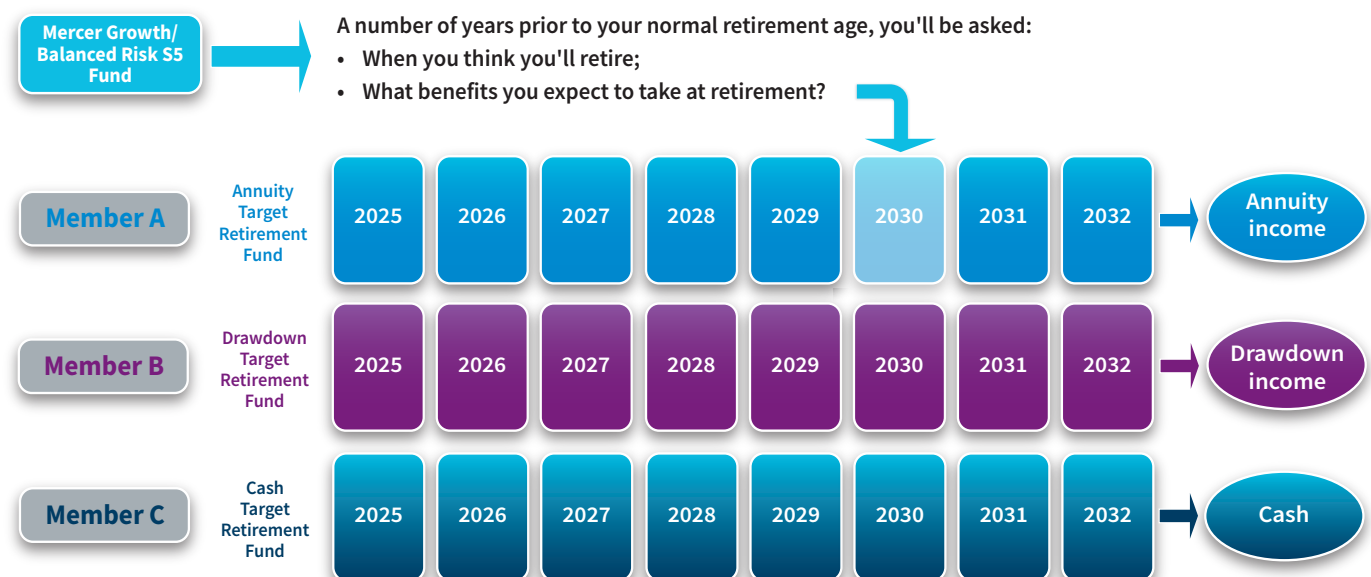 Mercer Growth/
Balanced Risk S5
Fund
A number of years prior to your normal retirement age, you'll be asked:
• When you think you'll retire;
• What benefits you expect to take at retirement?
Member A
Annuity
Target
Retirement
Fund
2025 2026 2027 2028 2029 2030 2031 2032
Annuity
income
Member B
Drawdown
Target
Retirement
Fund
2025 2026 2027 2028 2029 2030 2031 2032
Drawdown
income
Member C
Cash
Target
Retirement
Fund
2025 2026 2027 2028 2029 2030 2031 2032
Cash